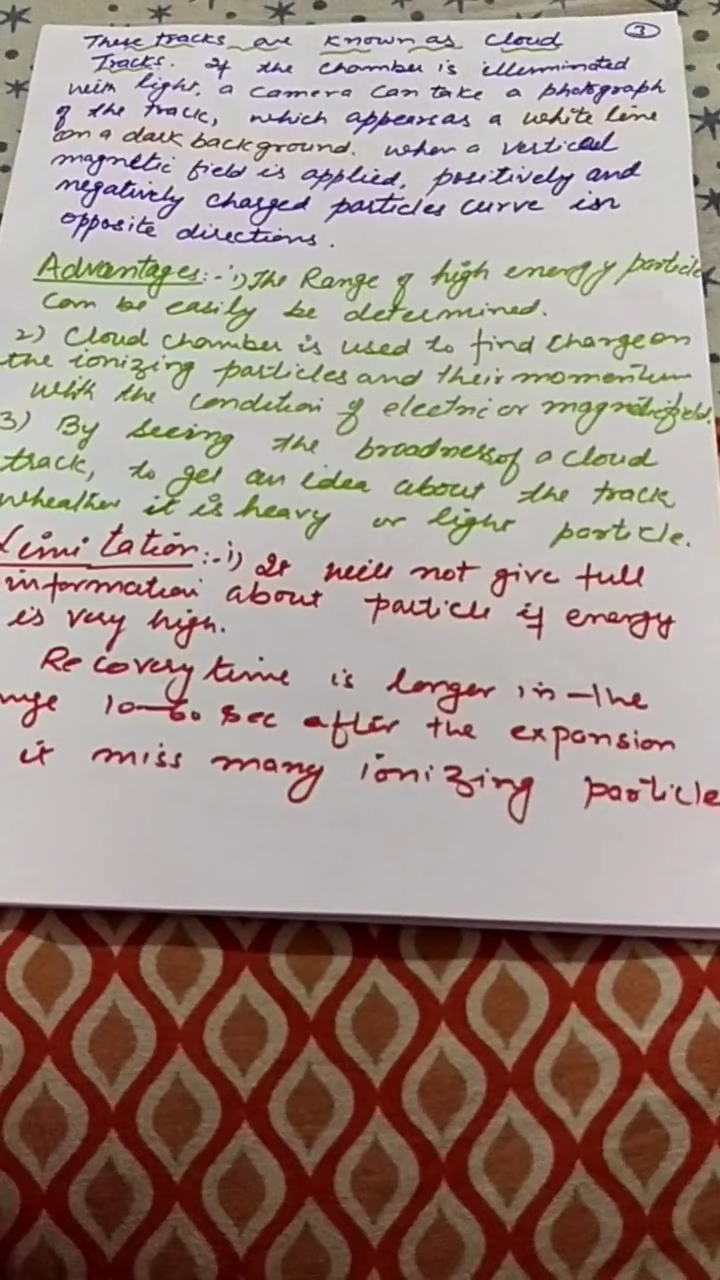 3
These tracks are known as cloud
Tracks. If the chamber is illuminated
with light, a camera can take a photograph
of the track, which appears as a white line
on a dark background. when a vertical
magnetic field is applied, positively and
negatively charged particles curve in
opposite directions.
Advantages:- 1) The Range of high energy particle
can be easily be determined.
2) Cloud chamber is used to find charge on
the ionizing particles and their momentum
with the condition of electric or magnetic field.
3) By seeing the broadness of a cloud
track, to get an idea about the track
wheather it is heavy or light particle.
Limitation:- 1) It will not give full
information about particle if energy
is very high.
Recovery time is longer in the
10-60 sec after the expansion
it miss many ionizing particle